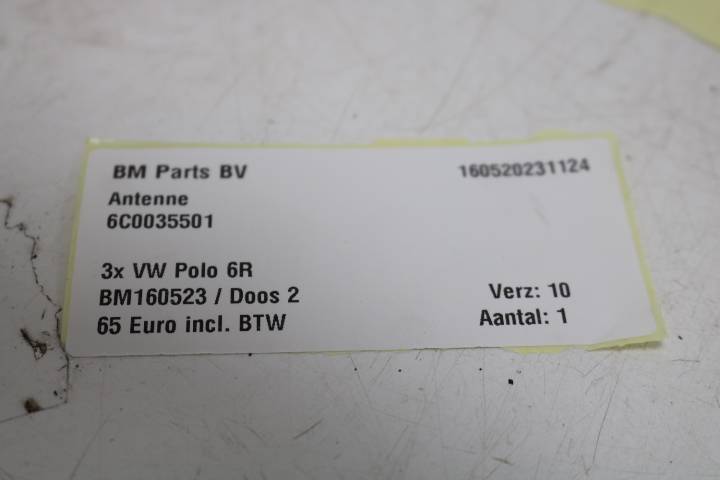 BM Parts BV 160520231124
Antenne
6C0035501
3x VW Polo 6R
BM160523 / Doos 2 Verz: 10
65 Euro incl. BTW Aantal: 1